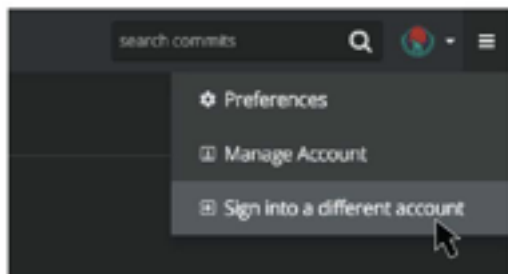 search commits
Preferences
Manage Account
Sign into a different account